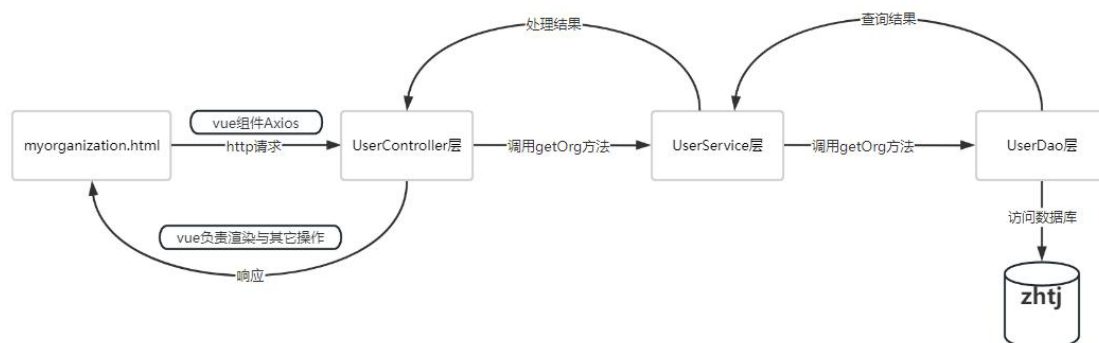 处理结果
查询结果
vue组件Axios
myorganization.html
http请求
UserController层
调用getOrg方法
UserService层
调用getOrg方法
UserDao层
访问数据库
vue负责渲染与其它操作
响应
zhtj